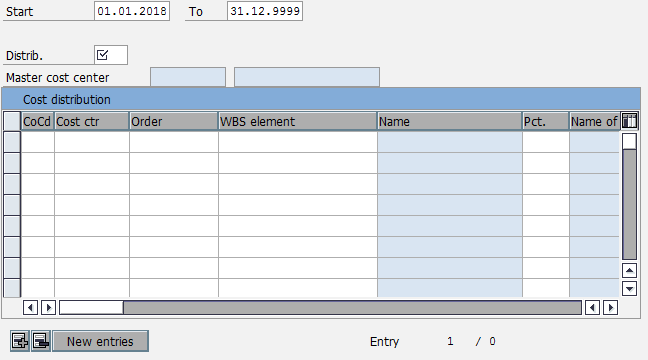 Start 01.01.2018 To 31.12.9999
Distrib.
Master cost center
Cost distribution
CoCd Cost ctr Order WBS element Name Pct. Name of
New entries Entry 1 / 0